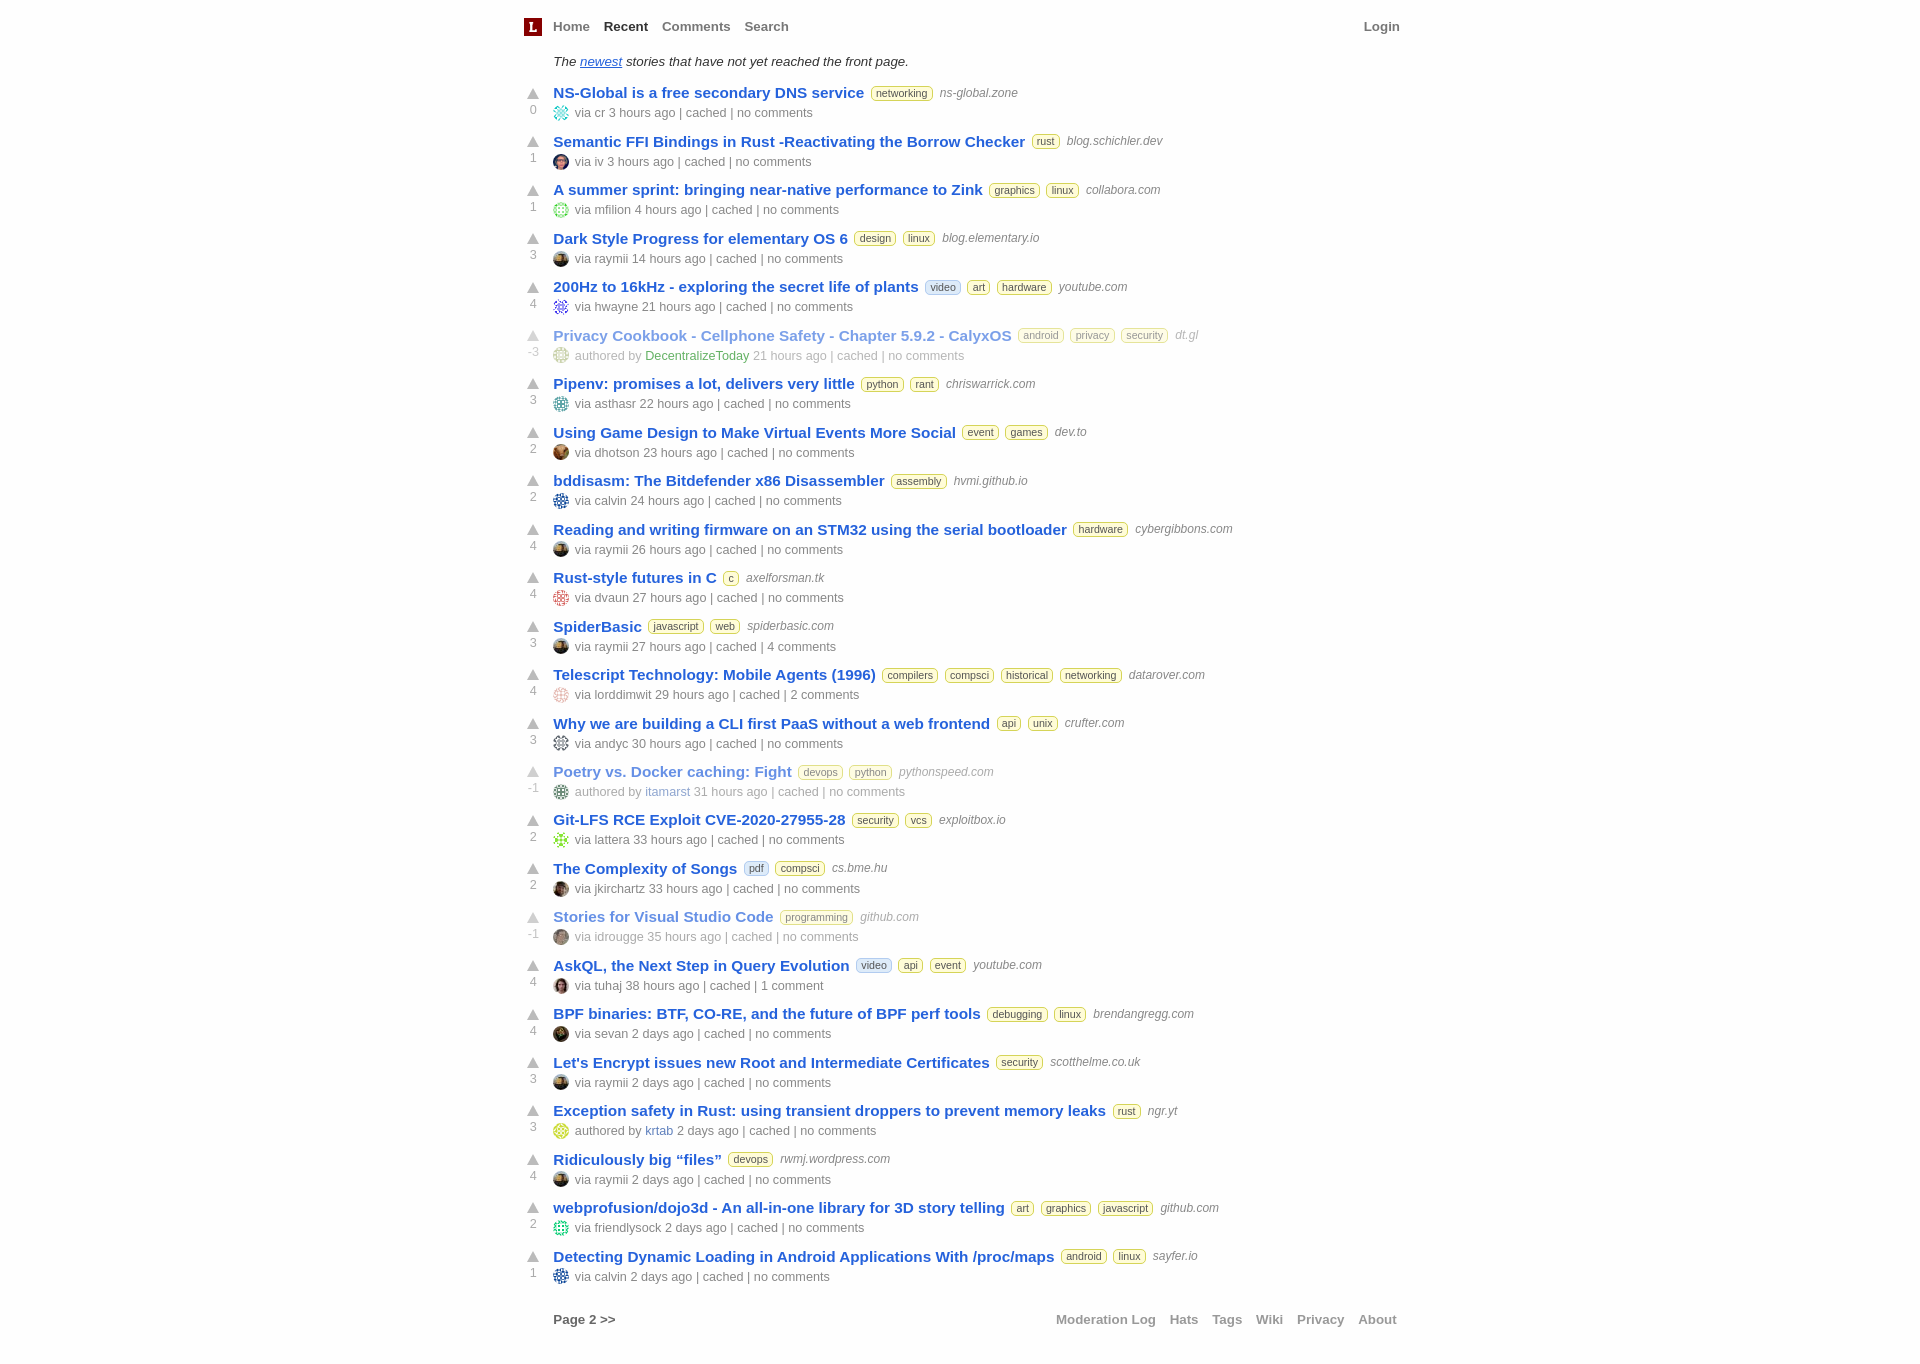 L Home Recent Comments Search Login
The newest stories that have not yet reached the front page.
NS-Global is a free secondary DNS service networking ns-global.zone
0
via cr 3 hours ago | cached | no comments
Semantic FFI Bindings in Rust -Reactivating the Borrow Checker rust blog.schichler.dev
1
via iv 3 hours ago | cached | no comments
A summer sprint: bringing near-native performance to Zink graphics linux collabora.com
1
via mfilion 4 hours ago | cached | no comments
Dark Style Progress for elementary OS 6 design linux blog.elementary.io
3
via raymii 14 hours ago | cached | no comments
200Hz to 16kHz - exploring the secret life of plants video art hardware youtube.com
4
via hwayne 21 hours ago | cached | no comments
Privacy Cookbook - Cellphone Safety - Chapter 5.9.2 - CalyxOS android privacy security dt.gl
-3
authored by DecentralizeToday 21 hours ago | cached | no comments
Pipenv: promises a lot, delivers very little python rant chriswarrick.com
3
via asthasr 22 hours ago | cached | no comments
Using Game Design to Make Virtual Events More Social event games dev.to
2
via dhotson 23 hours ago | cached | no comments
bddisasm: The Bitdefender x86 Disassembler assembly hvmi.github.io
2
via calvin 24 hours ago | cached | no comments
Reading and writing firmware on an STM32 using the serial bootloader hardware cybergibbons.com
4
via raymii 26 hours ago | cached | no comments
Rust-style futures in C c axelforsman.tk
4
via dvaun 27 hours ago | cached | no comments
SpiderBasic javascript web spiderbasic.com
3
via raymii 27 hours ago | cached | 4 comments
Telescript Technology: Mobile Agents (1996) compilers compsci historical networking datarover.com
4
via lorddimwit 29 hours ago | cached | 2 comments
Why we are building a CLI first PaaS without a web frontend api unix crufter.com
3
via andyc 30 hours ago | cached | no comments
Poetry vs. Docker caching: Fight devops python pythonspeed.com
-1
authored by itamarst 31 hours ago | cached | no comments
Git-LFS RCE Exploit CVE-2020-27955-28 security vcs exploitbox.io
2
via lattera 33 hours ago | cached | no comments
The Complexity of Songs pdf compsci cs.bme.hu
2
via jkirchartz 33 hours ago | cached | no comments
Stories for Visual Studio Code programming github.com
-1
via idrougge 35 hours ago | cached | no comments
AskQL, the Next Step in Query Evolution video api event youtube.com
4
via tuhaj 38 hours ago | cached | 1 comment
BPF binaries: BTF, CO-RE, and the future of BPF perf tools debugging linux brendangregg.com
4
via sevan 2 days ago | cached | no comments
Let's Encrypt issues new Root and Intermediate Certificates security scotthelme.co.uk
3
via raymii 2 days ago | cached | no comments
Exception safety in Rust: using transient droppers to prevent memory leaks rust ngr.yt
3
authored by krtab 2 days ago | cached | no comments
Ridiculously big “files” devops rwmj.wordpress.com
4
via raymii 2 days ago | cached | no comments
webprofusion/dojo3d - An all-in-one library for 3D story telling art graphics javascript github.com
2
via friendlysock 2 days ago | cached | no comments
Detecting Dynamic Loading in Android Applications With /proc/maps android linux sayfer.io
1
via calvin 2 days ago | cached | no comments
Page 2 >> Moderation Log Hats Tags Wiki Privacy About